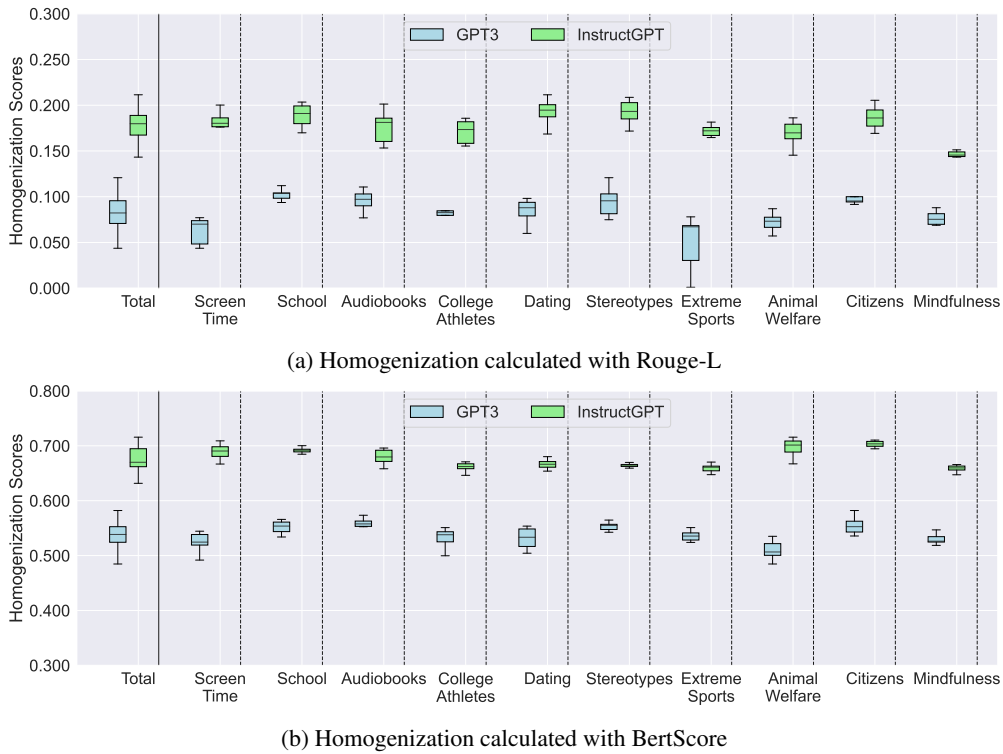 0.300
0.250
0.200
0.150
0.100
0.050
0.000
Homogenization Scores
GPT3 InstructGPT
Total Screen Time School Audiobooks College Athletes Dating Stereotypes Extreme Sports Animal Welfare Citizens Mindfulness
(a) Homogenization calculated with Rouge-L
0.800
0.700
0.600
0.500
0.400
0.300
Homogenization Scores
GPT3 InstructGPT
Total Screen Time School Audiobooks College Athletes Dating Stereotypes Extreme Sports Animal Welfare Citizens Mindfulness
(b) Homogenization calculated with BertScore